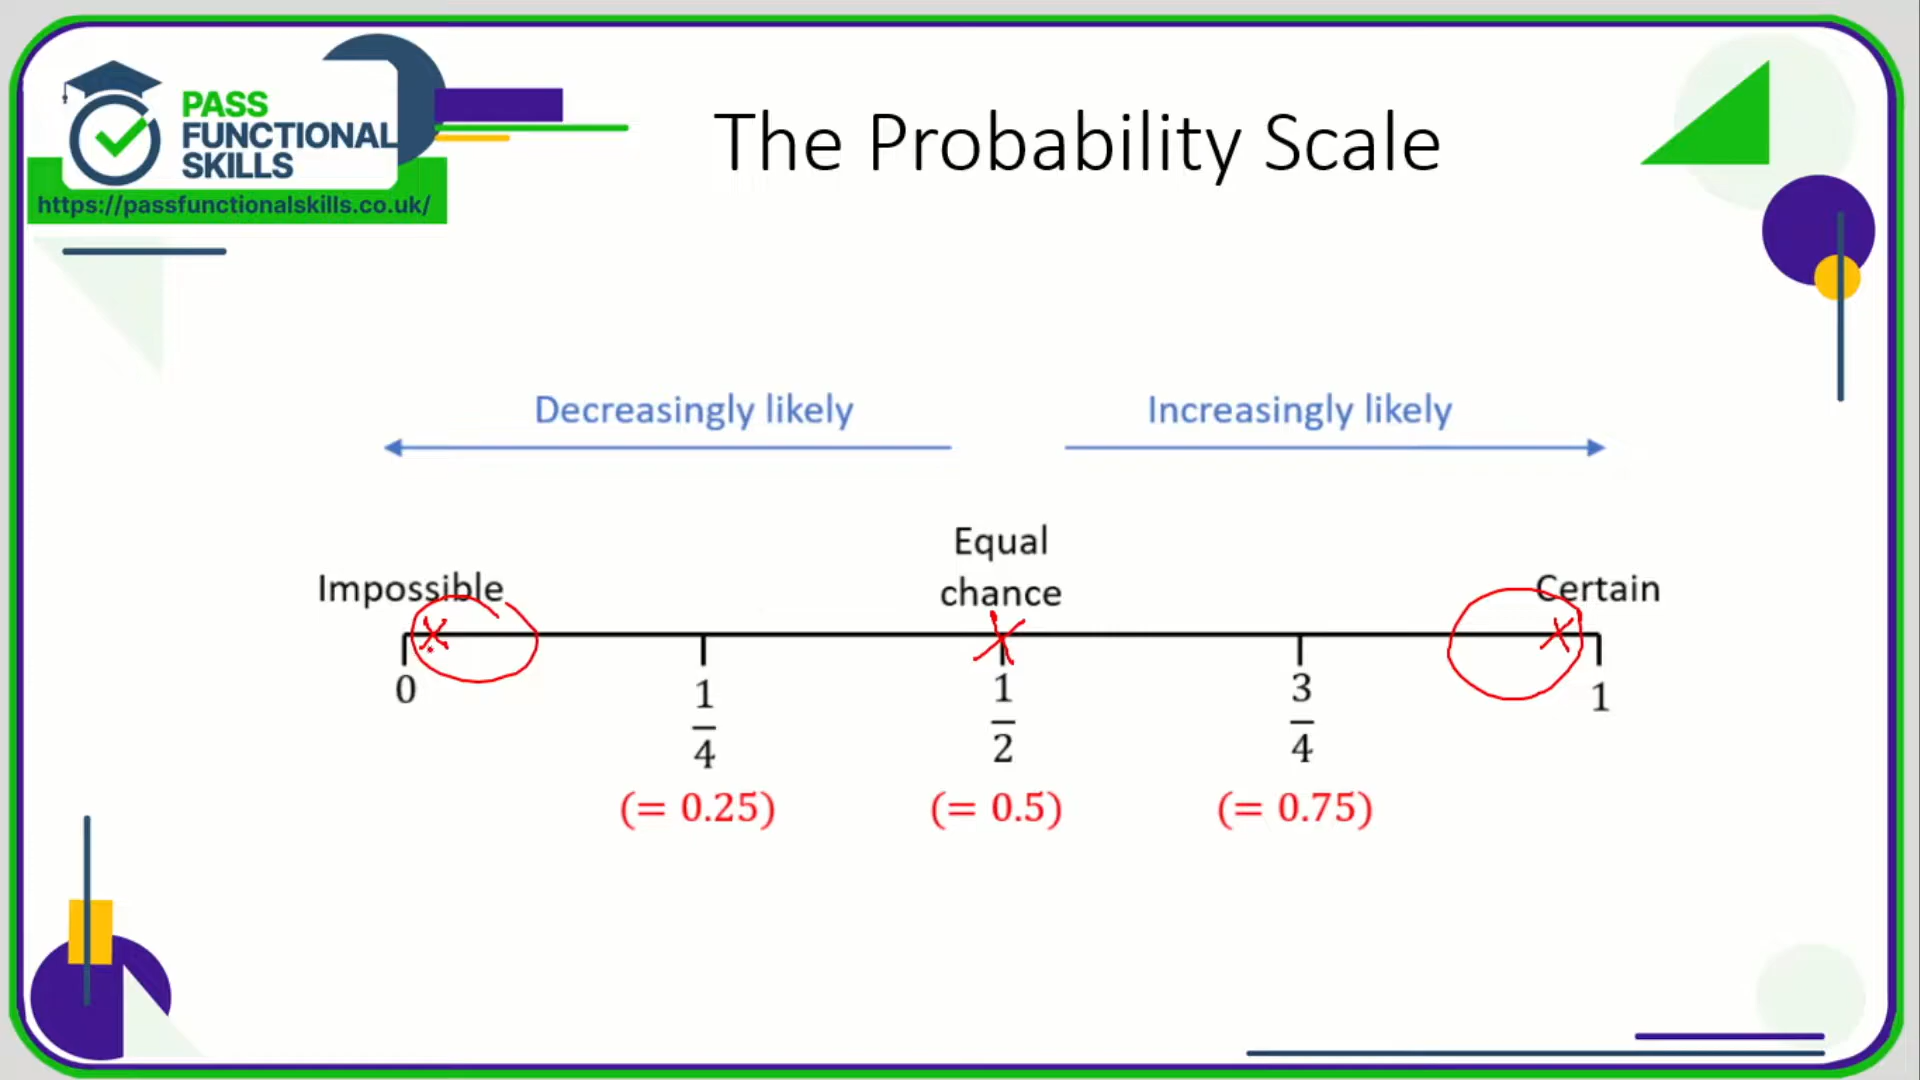 PASS
FUNCTIONAL
SKILLS
https://passfunctionalskills.co.uk/
The Probability Scale
Decreasingly likely
Increasingly likely
Equal
chance
Impossible
Certain
0
1/4
1/2
3/4
1
(= 0.25)
(= 0.5)
(= 0.75)